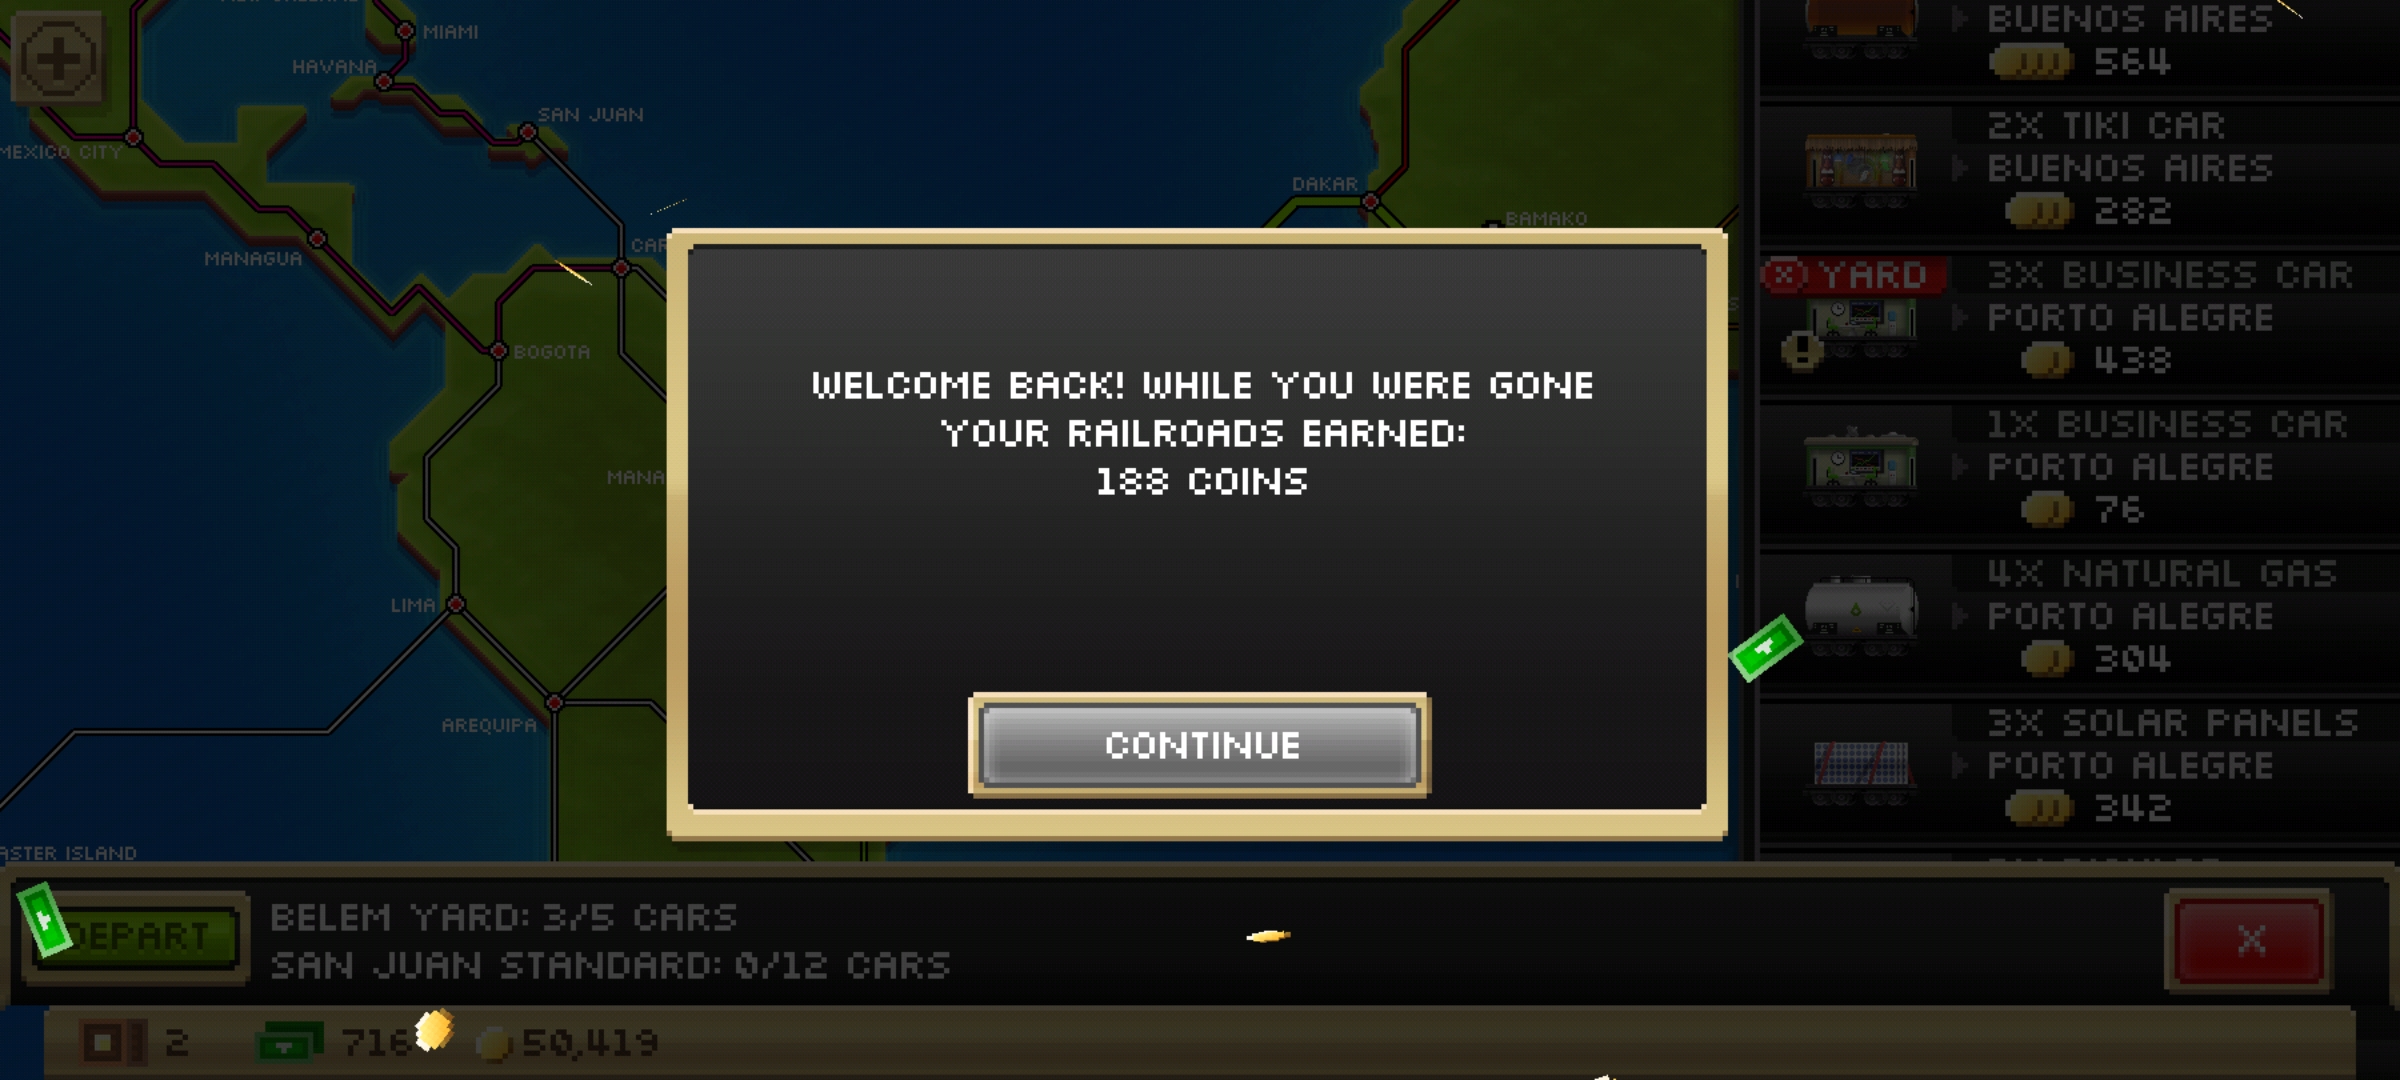 MIAMI
HAVANA
SAN JUAN
MEXICO CITY
MANAGUA
BOGOTA
DAKAR
BAMAKO
LIMA
AREQUIPA
WELCOME BACK! WHILE YOU WERE GONE
YOUR RAILROADS EARNED:
188 COINS
CONTINUE
BUENOS AIRES
564
2X TIKI CAR
BUENOS AIRES
282
X YARD
3X BUSINESS CAR
PORTO ALEGRE
438
1X BUSINESS CAR
PORTO ALEGRE
76
4X NATURAL GAS
PORTO ALEGRE
304
3X SOLAR PANELS
PORTO ALEGRE
342
ASTER ISLAND
DEPART
BELEM YARD: 3/5 CARS
SAN JUAN STANDARD: 0/12 CARS
X
2
716
50,419